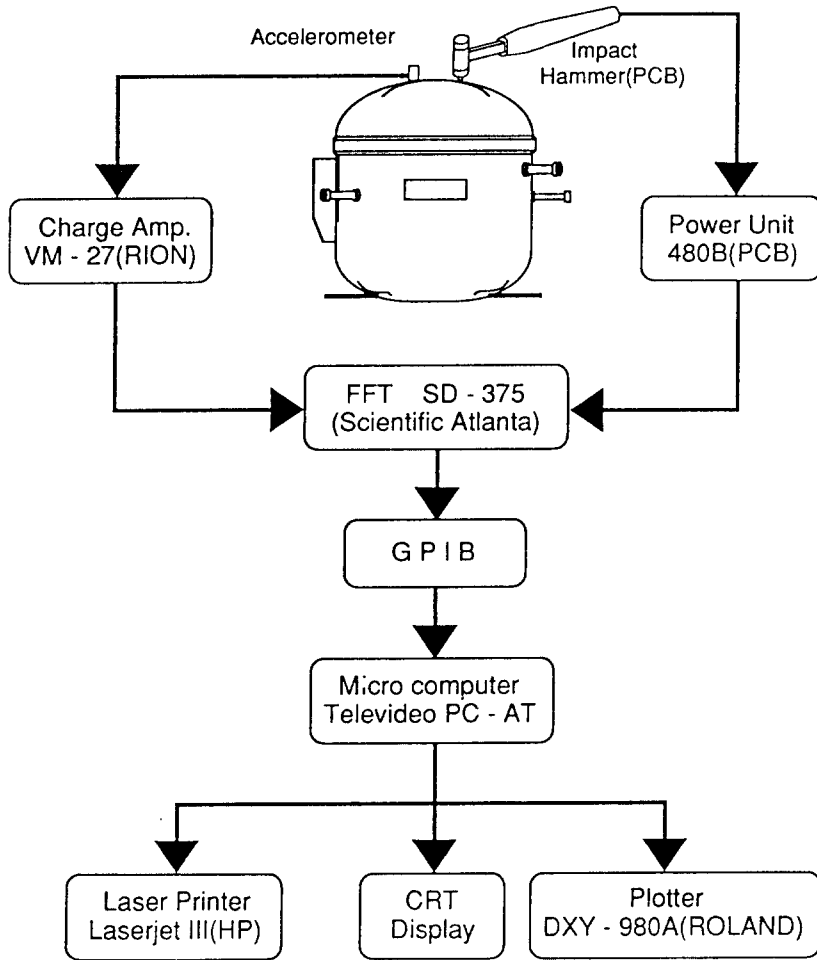 Accelerometer
Impact
Hammer(PCB)
Charge Amp.
VM - 27(RION)
Power Unit
480B(PCB)
FFT SD - 375
(Scientific Atlanta)
G P I B
Micro computer
Televideo PC - AT
Laser Printer
Laserjet III(HP)
CRT
Display
Plotter
DXY - 980A(ROLAND)